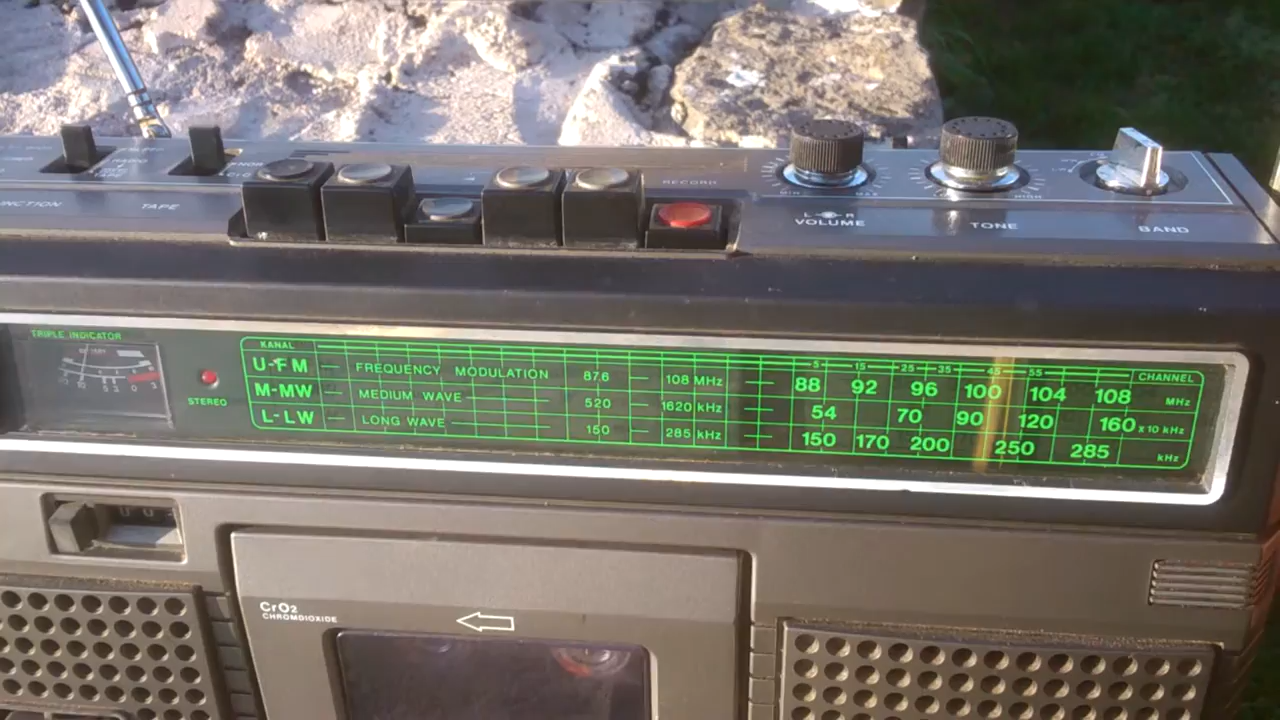 RECORD
TAPE
L R
VOLUME
TONE
HIGH
BAND
TRIPLE INDICATOR
STEREO
KANAL
5 15 25 35 45 55
CHANNEL
U-FM FREQUENCY MODULATION 87.6 108 MHz 88 92 96 100 104 108 MHz
M-MW MEDIUM WAVE 520 1620 kHz 54 70 90 120 160 x 10 kHz
L-LW LONG WAVE 150 285 kHz 150 170 200 250 285 kHz
CrO2
CHROMDIOXIDE